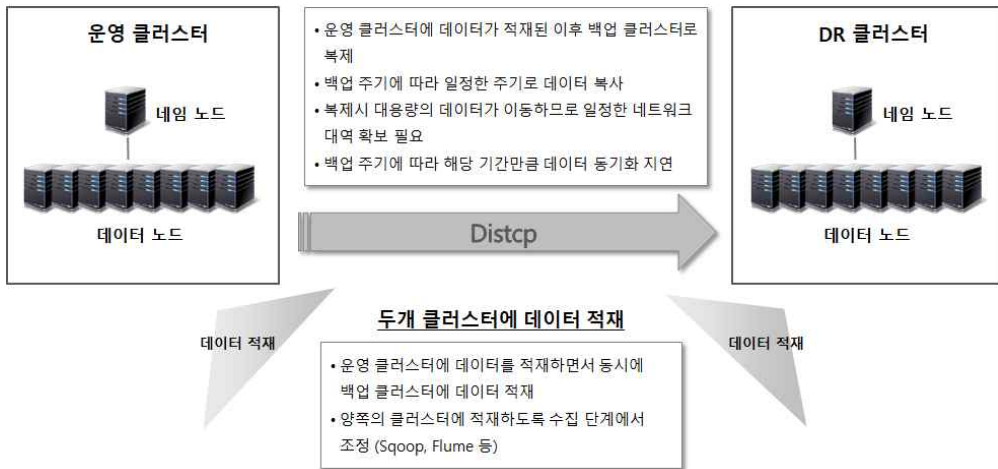 운영 클러스터
네임 노드
데이터 노드
• 운영 클러스터에 데이터가 적재된 이후 백업 클러스터로
복제
• 백업 주기에 따라 일정한 주기로 데이터 복사
• 복제시 대용량의 데이터가 이동하므로 일정한 네트워크
대역 확보 필요
• 백업 주기에 따라 해당 기간만큼 데이터 동기화 지연
Distcp
DR 클러스터
네임 노드
데이터 노드
데이터 적재
두개 클러스터에 데이터 적재
• 운영 클러스터에 데이터를 적재하면서 동시에
백업 클러스터에 데이터 적재
• 양쪽의 클러스터에 적재하도록 수집 단계에서
조정 (Sqoop, Flume 등)
데이터 적재